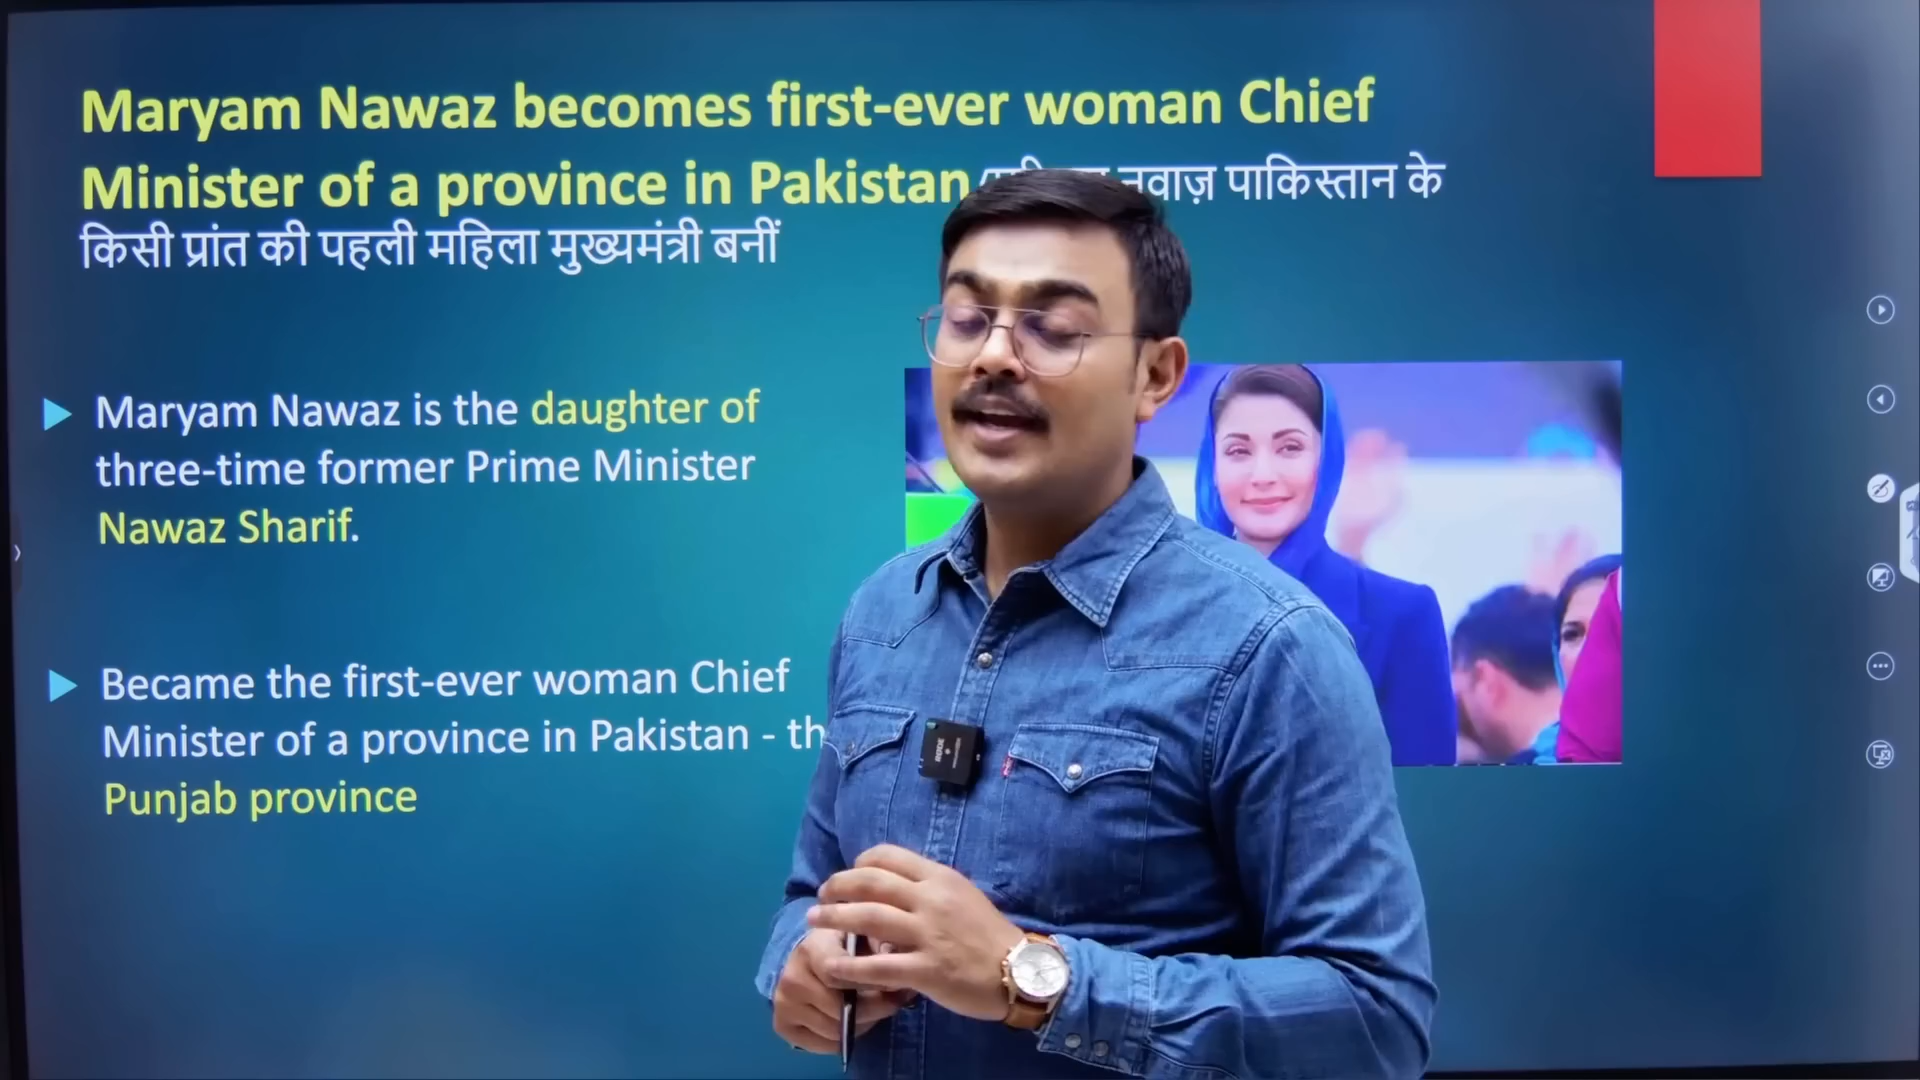 Maryam Nawaz becomes first-ever woman Chief
Minister of a province in Pakistan नवाज़ पाकिस्तान के
किसी प्रांत की पहली महिला मुख्यमंत्री बनीं
Maryam Nawaz is the daughter of
three-time former Prime Minister
Nawaz Sharif.
Became the first-ever woman Chief
Minister of a province in Pakistan - th
Punjab province
RODE